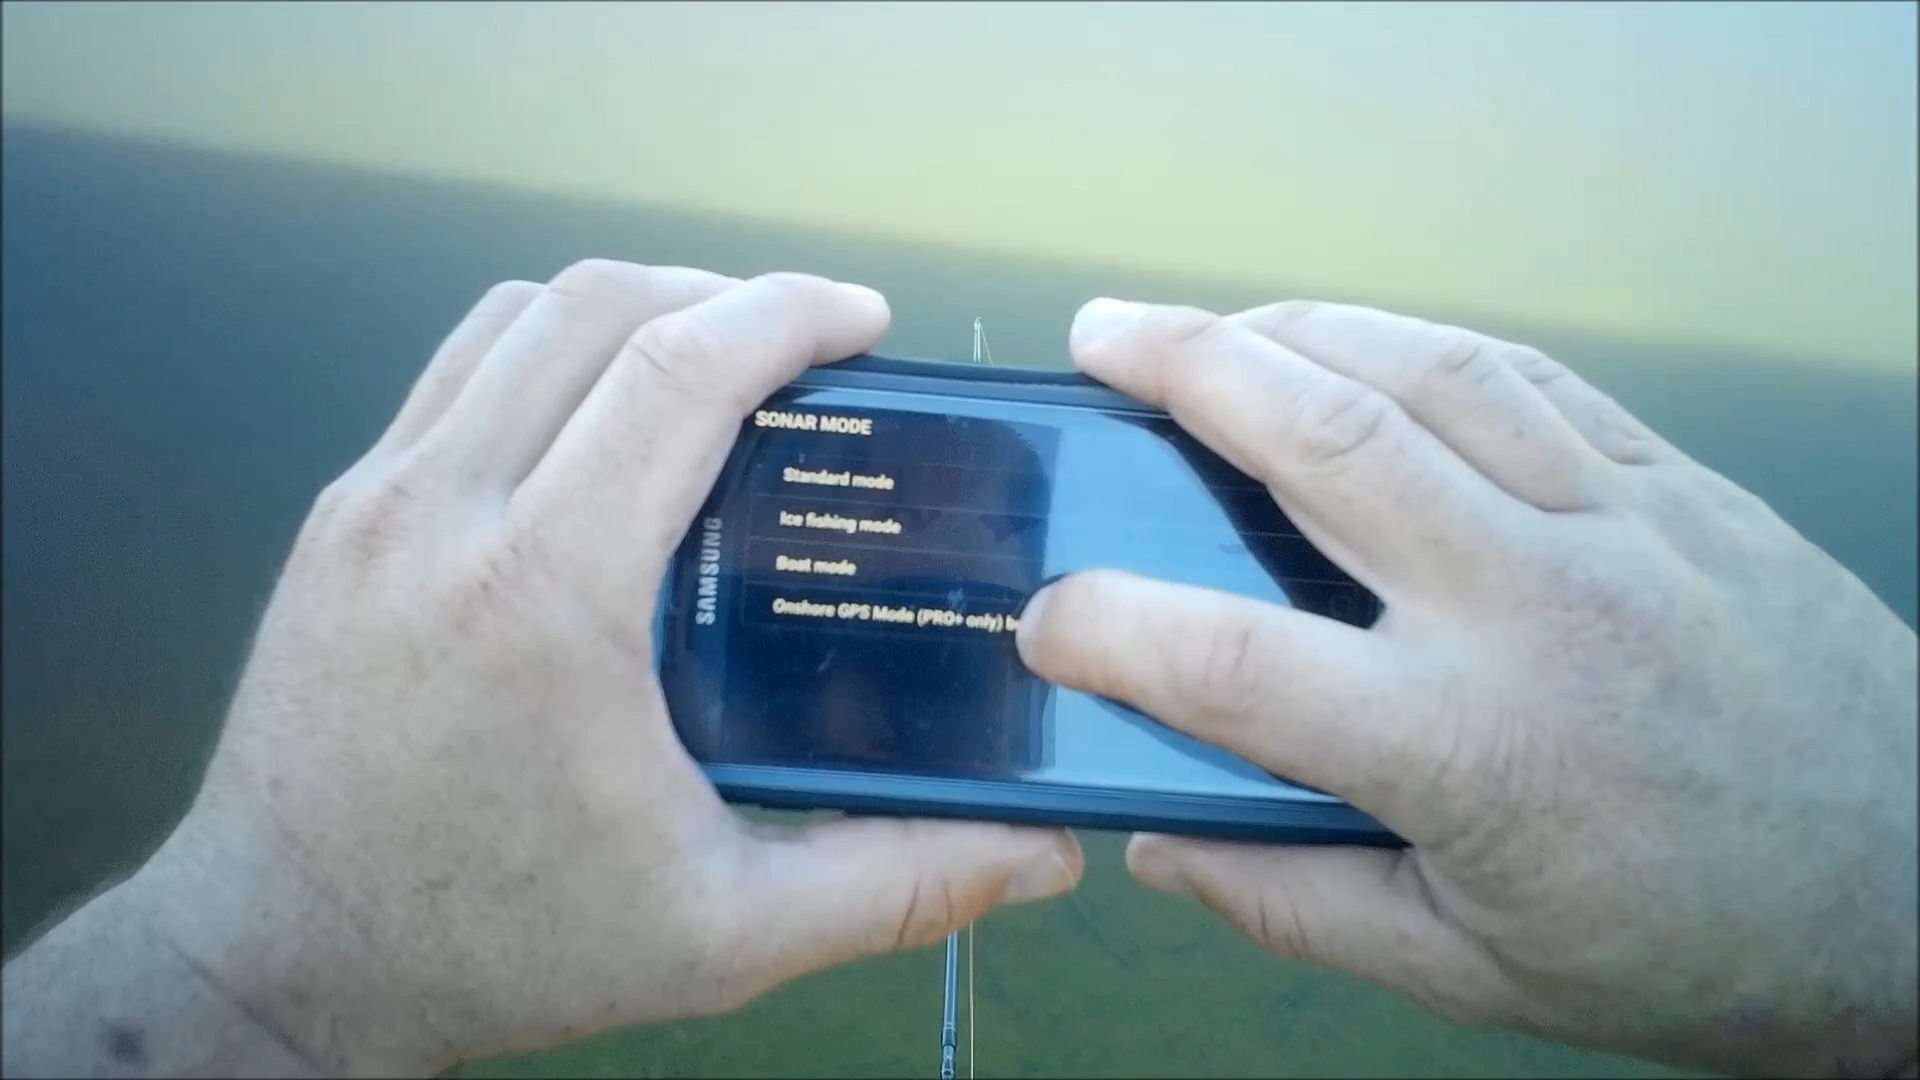 SONAR MODE
Standard mode
Ice fishing mode
Boat mode
Onshore GPS Mode (PRO+ only)
SAMSUNG